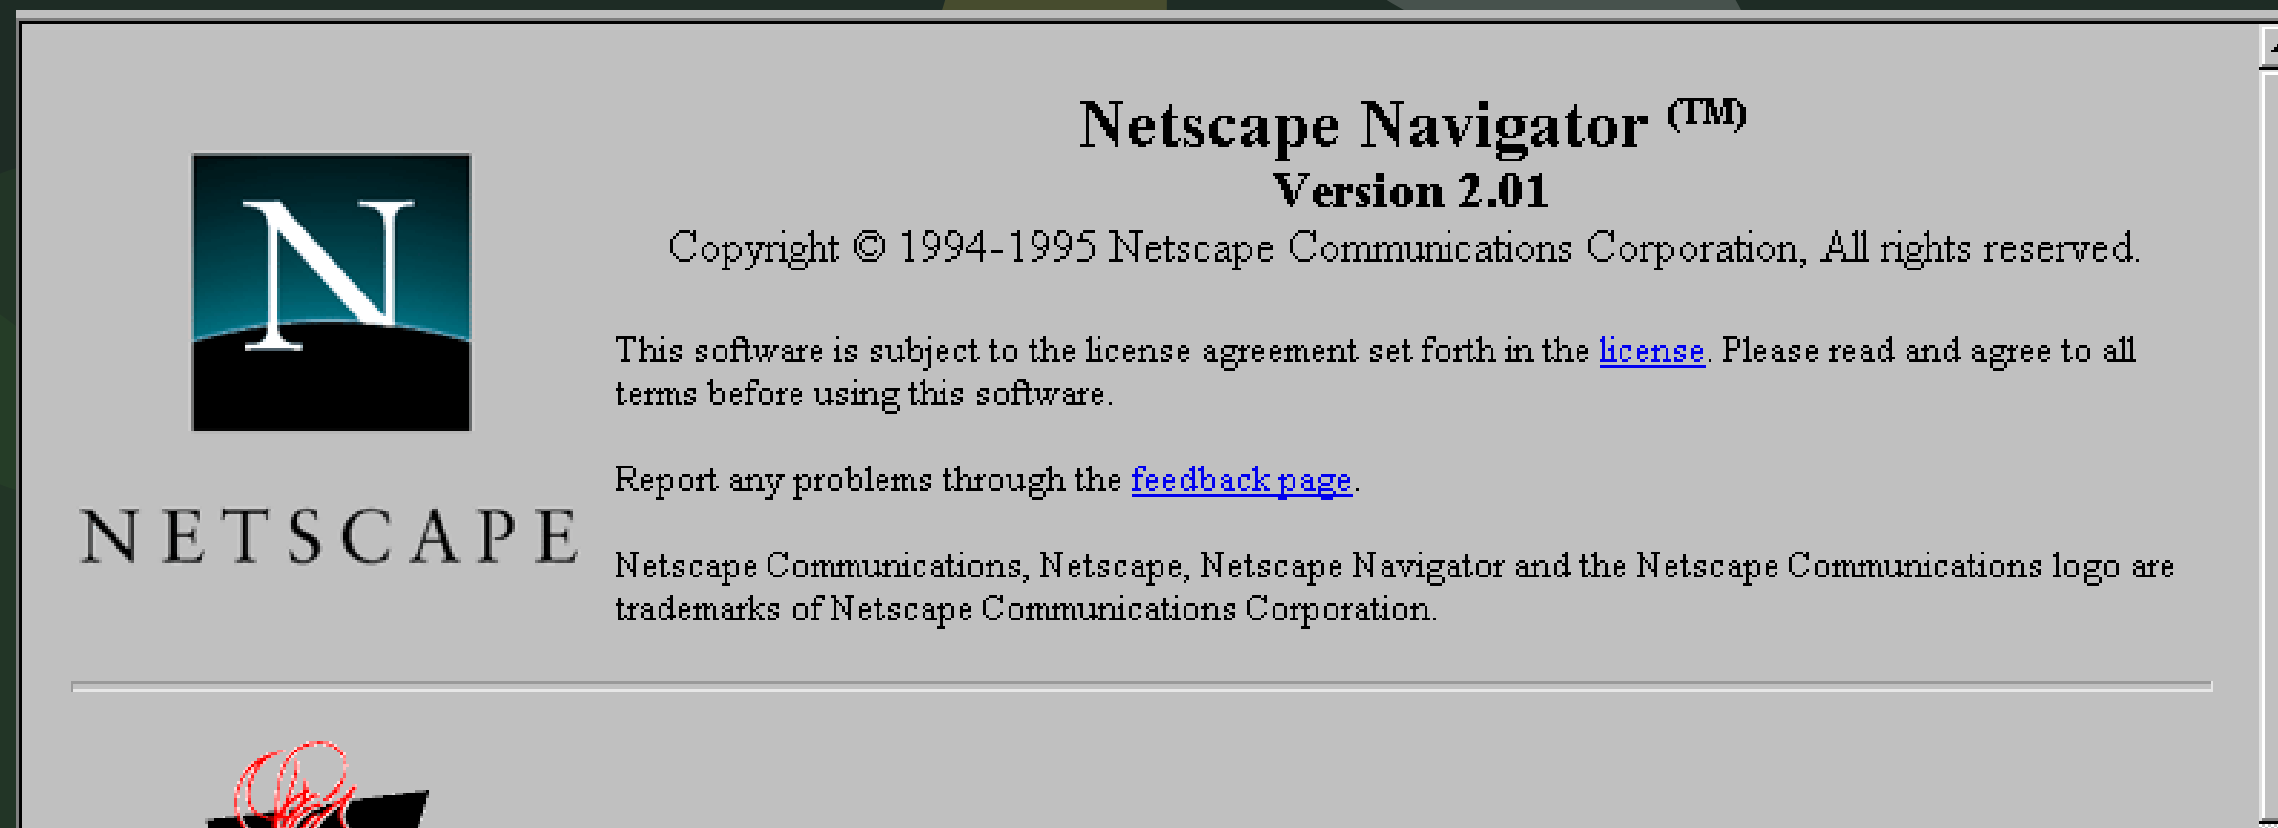 Netscape Navigator (TM)
Version 2.01
Copyright © 1994-1995 Netscape Communications Corporation, All rights reserved.
N
NETSCAPE
This software is subject to the license agreement set forth in the license. Please read and agree to all
terms before using this software.
Report any problems through the feedback page.
Netscape Communications, Netscape, Netscape Navigator and the Netscape Communications logo are
trademarks of Netscape Communications Corporation.